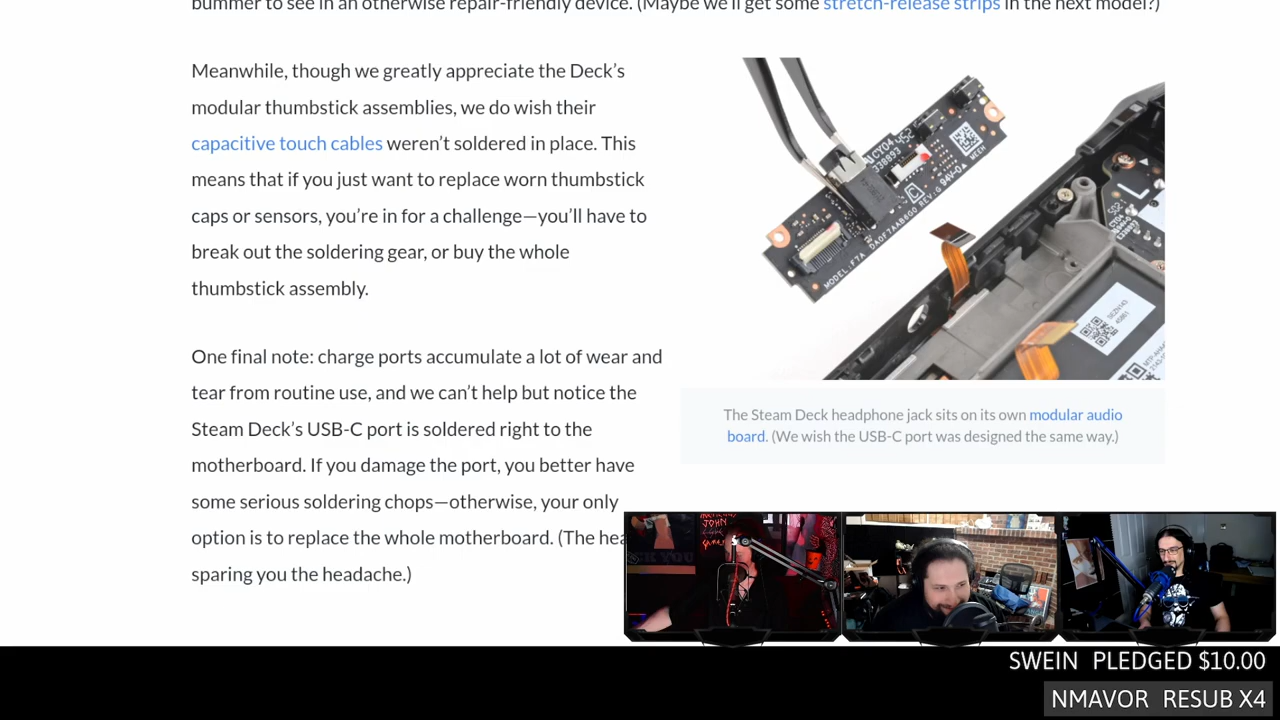 bummer to see in an otherwise repair-friendly device. (Maybe we'll get some stretch-release strips in the next model?)
Meanwhile, though we greatly appreciate the Deck's
modular thumbstick assemblies, we do wish their
capacitive touch cables weren't soldered in place. This
means that if you just want to replace worn thumbstick
caps or sensors, you're in for a challenge—you'll have to
break out the soldering gear, or buy the whole
thumbstick assembly.
One final note: charge ports accumulate a lot of wear and
tear from routine use, and we can't help but notice the
Steam Deck's USB-C port is soldered right to the
motherboard. If you damage the port, you better have
some serious soldering chops—otherwise, your only
option is to replace the whole motherboard. (The hea
sparing you the headache.)
338893
94V-0
MODEL:F7A DA0F7AAB6G0 REV:G
L
The Steam Deck headphone jack sits on its own modular audio
board. (We wish the USB-C port was designed the same way.)
JOHN
SWEIN PLEDGED $10.00
NMAVOR RESUB X4